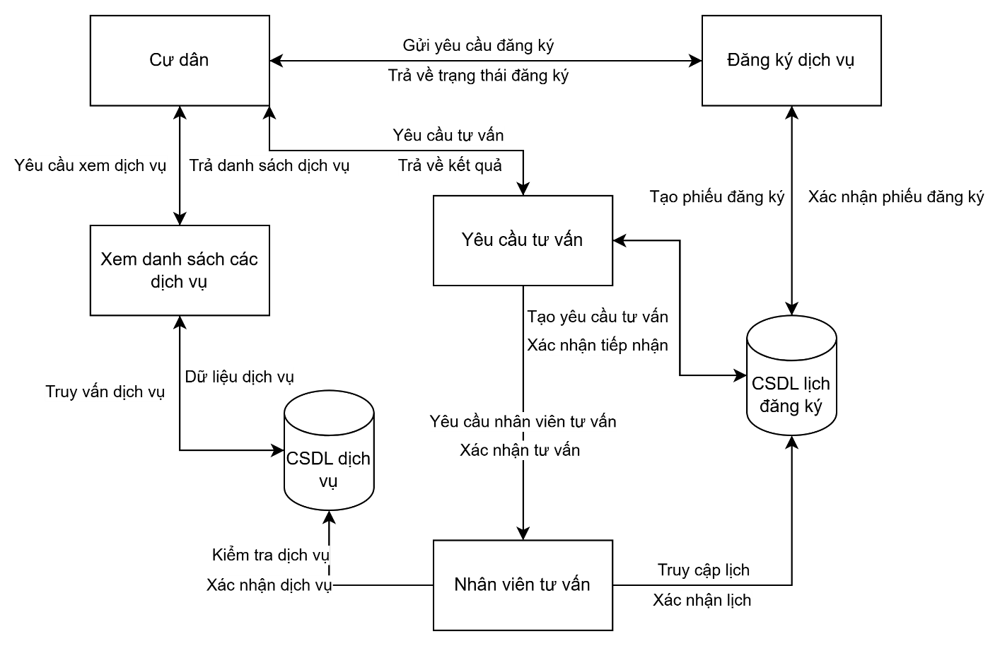 Cư dân
Gửi yêu cầu đăng ký
Trả về trạng thái đăng ký
Đăng ký dịch vụ
Yêu cầu tư vấn
Trả về kết quả
Yêu cầu xem dịch vụ
Trả danh sách dịch vụ
Tạo phiếu đăng ký
Xác nhận phiếu đăng ký
Yêu cầu tư vấn
Xem danh sách các
dịch vụ
Tạo yêu cầu tư vấn
Xác nhận tiếp nhận
Truy vấn dịch vụ
Dữ liệu dịch vụ
CSDL lịch
đăng ký
Yêu cầu nhân viên tư vấn
Xác nhận tư vấn
CSDL dịch
vụ
Kiểm tra dịch vụ
Xác nhận dịch vụ
Nhân viên tư vấn
Truy cập lịch
Xác nhận lịch